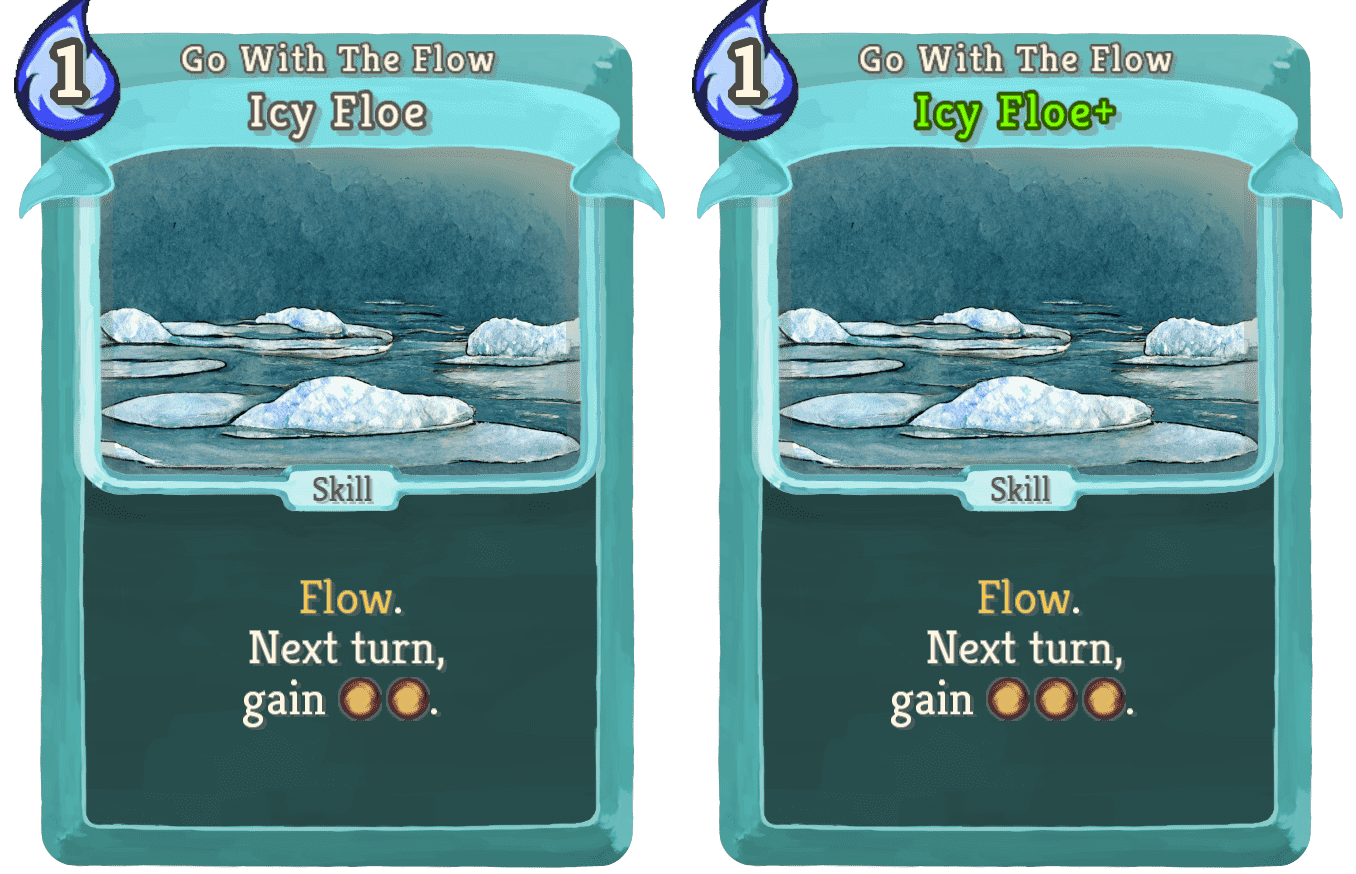 1
Go With The Flow
Icy Floe
Skill
Flow.
Next turn,
gain .
1
Go With The Flow
Icy Floe+
Skill
Flow.
Next turn,
gain .